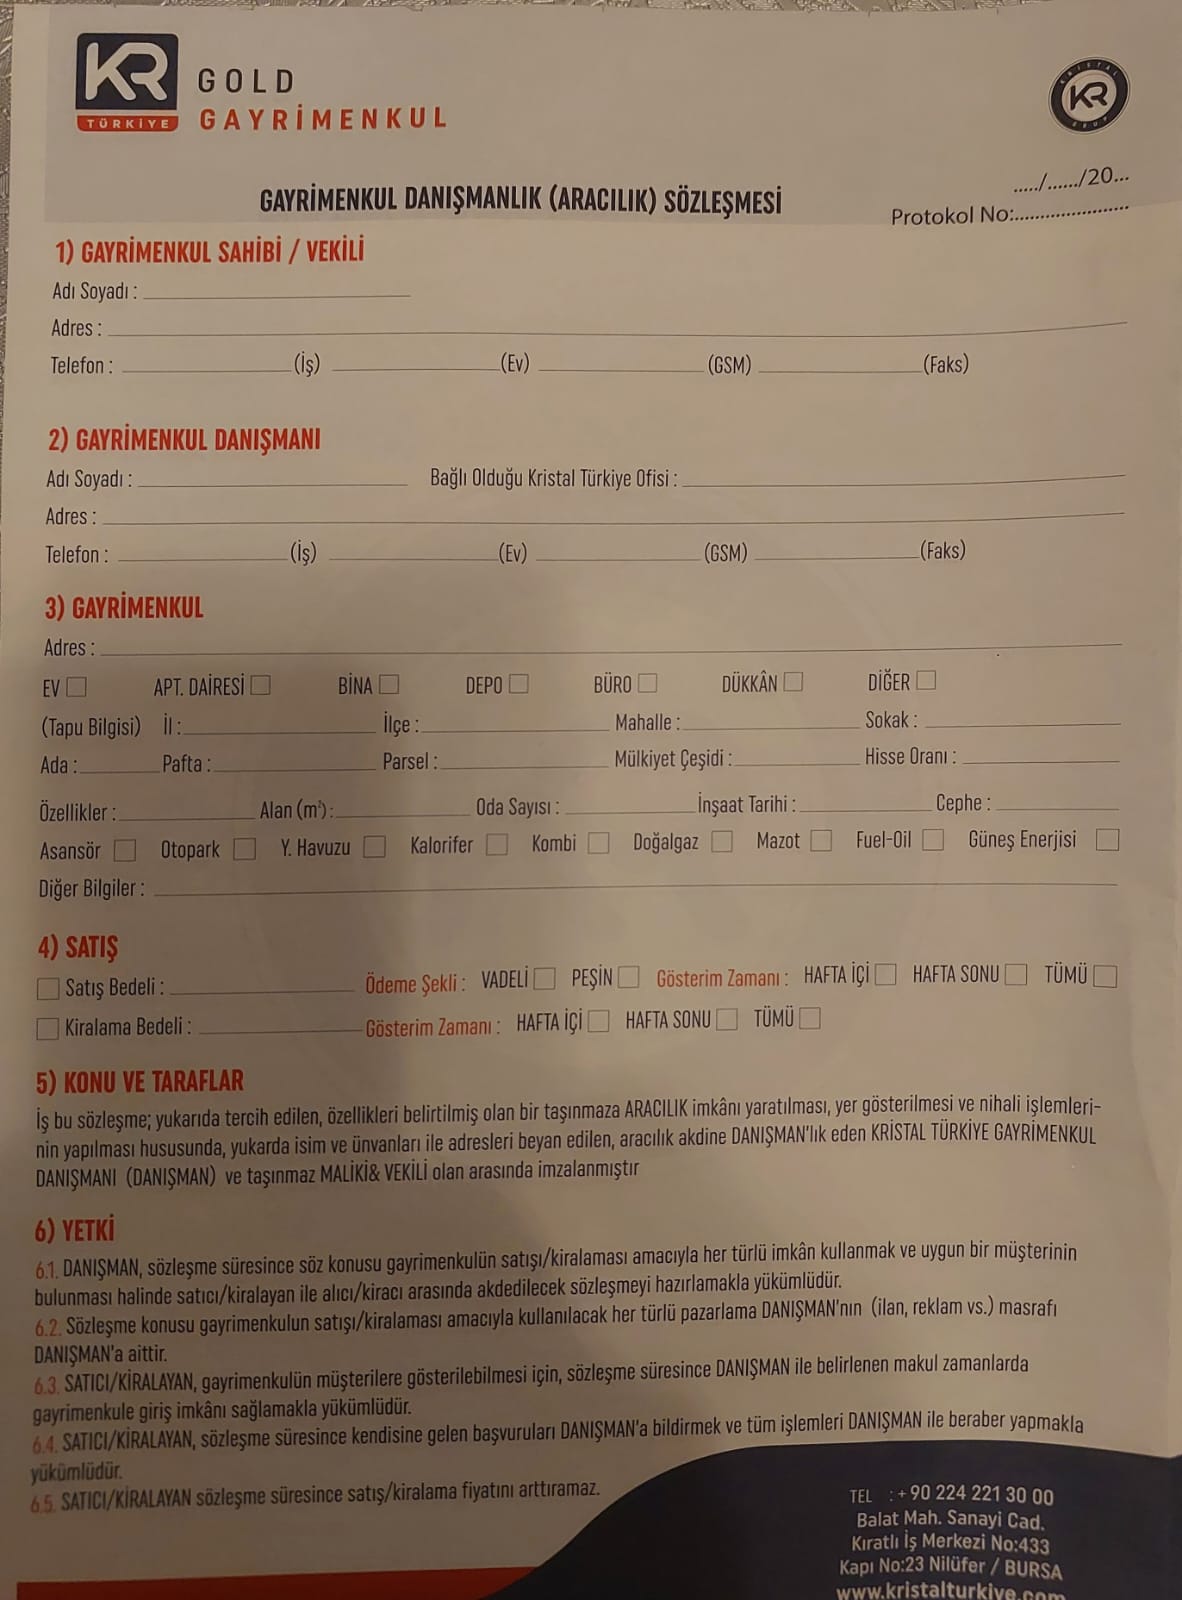 KR
TÜRKİYE
GOLD
GAYRİMENKUL
KRİSTAL
KR
GRUP
GAYRİMENKUL DANIŞMANLIK (ARACILIK) SÖZLEŞMESİ
...../....../20...
Protokol No:......................
1) GAYRİMENKUL SAHİBİ / VEKİLİ
Adı Soyadı :
Adres :
Telefon : (İş) (Ev) (GSM) (Faks)
2) GAYRİMENKUL DANIŞMANI
Adı Soyadı : Bağlı Olduğu Kristal Türkiye Ofisi :
Adres :
Telefon : (İş) (Ev) (GSM) (Faks)
3) GAYRİMENKUL
Adres :
EV APT. DAİRESİ BİNA DEPO BÜRO DÜKKÂN DİĞER
(Tapu Bilgisi) İl : İlçe : Mahalle : Sokak :
Ada : Pafta : Parsel : Mülkiyet Çeşidi : Hisse Oranı :
Özellikler : Alan (m²) : Oda Sayısı : İnşaat Tarihi : Cephe :
Asansör Otopark Y. Havuzu Kalorifer Kombi Doğalgaz Mazot Fuel-Oil Güneş Enerjisi
Diğer Bilgiler :
4) SATIŞ
Satış Bedeli : Ödeme Şekli : VADELİ PEŞİN Gösterim Zamanı : HAFTA İÇİ HAFTA SONU TÜMÜ
Kiralama Bedeli : Gösterim Zamanı : HAFTA İÇİ HAFTA SONU TÜMÜ
5) KONU VE TARAFLAR
İş bu sözleşme; yukarıda tercih edilen, özellikleri belirtilmiş olan bir taşınmaza ARACILIK imkânı yaratılması, yer gösterilmesi ve nihali işlemleri-
nin yapılması hususunda, yukarda isim ve ünvanları ile adresleri beyan edilen, aracılık akdine DANIŞMAN'lık eden KRİSTAL TÜRKİYE GAYRİMENKUL
DANIŞMANI (DANIŞMAN) ve taşınmaz MALİKİ& VEKİLİ olan arasında imzalanmıştır
6) YETKİ
6.1. DANIŞMAN, sözleşme süresince söz konusu gayrimenkulün satışı/kiralaması amacıyla her türlü imkân kullanmak ve uygun bir müşterinin
bulunması halinde satıcı/kiralayan ile alıcı/kiracı arasında akdedilecek sözleşmeyi hazırlamakla yükümlüdür.
6.2. Sözleşme konusu gayrimenkulun satışı/kiralaması amacıyla kullanılacak her türlü pazarlama DANIŞMAN'nın (ilan, reklam vs.) masrafı
DANIŞMAN'a aittir.
6.3. SATICI/KİRALAYAN, gayrimenkulün müşterilere gösterilebilmesi için, sözleşme süresince DANIŞMAN ile belirlenen makul zamanlarda
gayrimenkule giriş imkânı sağlamakla yükümlüdür.
6.4. SATICI/KİRALAYAN, sözleşme süresince kendisine gelen başvuruları DANIŞMAN'a bildirmek ve tüm işlemleri DANIŞMAN ile beraber yapmakla
yükümlüdür.
6.5. SATICI/KİRALAYAN sözleşme süresince satış/kiralama fiyatını arttıramaz.
TEL : +90 224 221 30 00
Balat Mah. Sanayi Cad.
Kıratlı İş Merkezi No:433
Kapı No:23 Nilüfer / BURSA
www.kristalturkiye.com